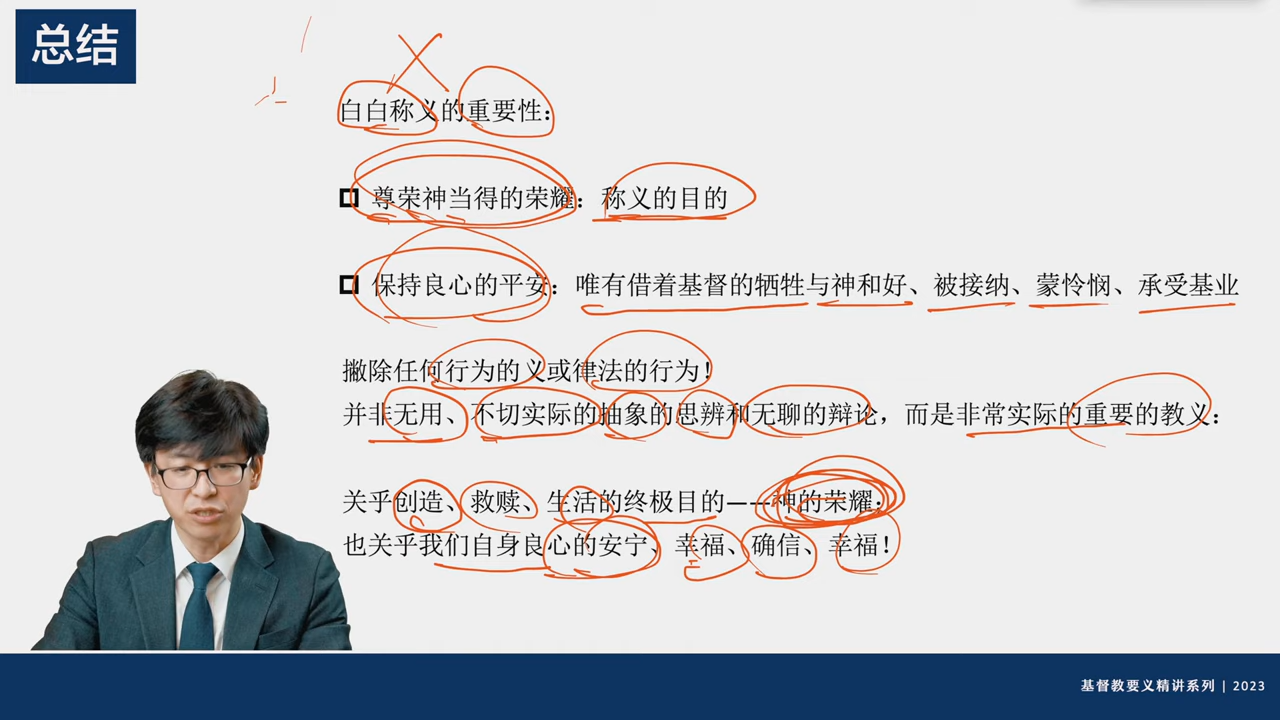 总结
白白称义的重要性：
尊荣神当得的荣耀：称义的目的
保持良心的平安：唯有借着基督的牺牲与神和好、被接纳、蒙怜悯、承受基业
撇除任何行为的义或律法的行为！
并非无用、不切实际的抽象的思辨和无聊的辩论，而是非常实际的重要的教义：
关乎创造、救赎、生活的终极目的——神的荣耀；
也关乎我们自身良心的安宁、幸福、确信、幸福！
基督教要义精讲系列 | 2023